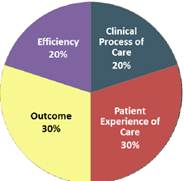 Efficiency
20%
Clinical
Process of
Care
20%
Outcome
30%
Patient
Experience of
Care
30%